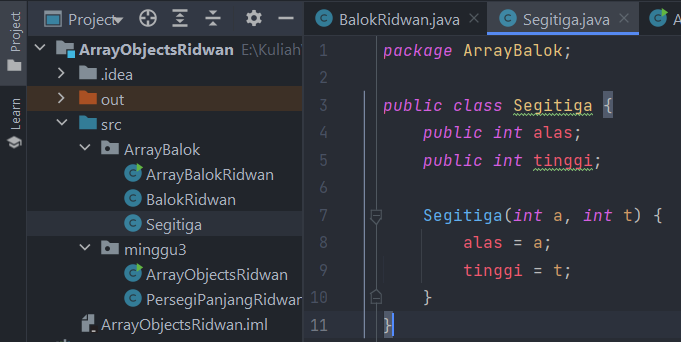 Project
Learn
Project
ArrayObjectsRidwan E:\Kuliah\
.idea
out
src
ArrayBalok
ArrayBalokRidwan
BalokRidwan
Segitiga
minggu3
ArrayObjectsRidwan
PersegiPanjangRidwan
ArrayObjectsRidwan.iml
BalokRidwan.java
Segitiga.java
A
1 package ArrayBalok;
2
3 public class Segitiga {
4 public int alas;
5 public int tinggi;
6
7 Segitiga(int a, int t) {
8 alas = a;
9 tinggi = t;
10 }
11 }